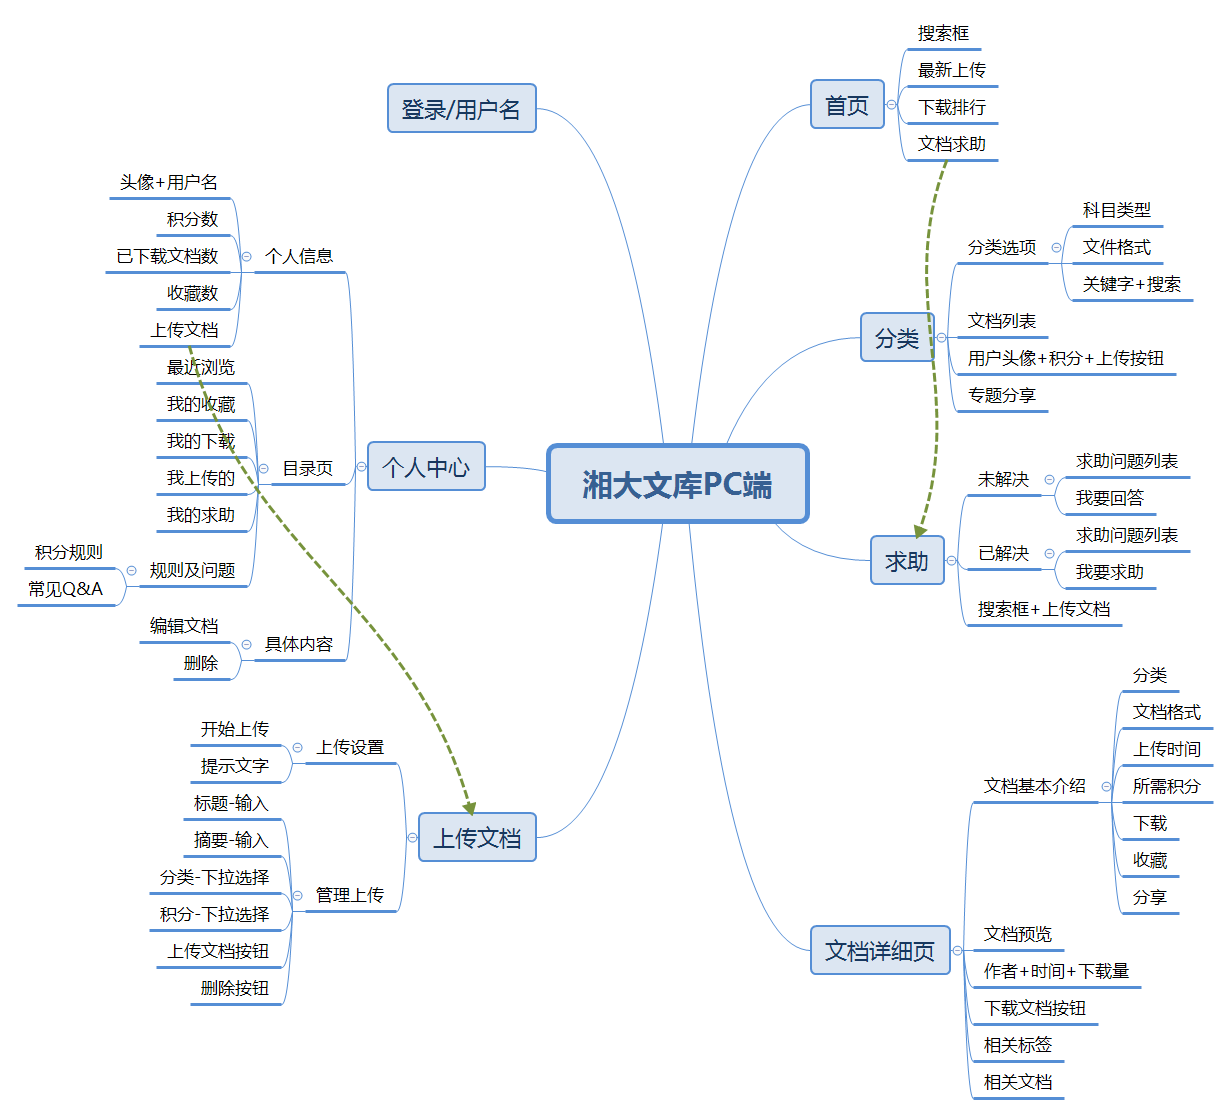 湘大文库PC端
首页
搜索框
最新上传
下载排行
文档求助
分类
分类选项
科目类型
文件格式
关键字+搜索
文档列表
用户头像+积分+上传按钮
专题分享
求助
未解决
求助问题列表
我要回答
已解决
求助问题列表
我要求助
搜索框+上传文档
文档详细页
文档基本介绍
分类
文档格式
上传时间
所需积分
下载
收藏
分享
文档预览
作者+时间+下载量
下载文档按钮
相关标签
相关文档
登录/用户名
个人中心
个人信息
头像+用户名
积分数
已下载文档数
收藏数
上传文档
目录页
最近浏览
我的收藏
我的下载
我上传的
我的求助
规则及问题
积分规则
常见Q&A
具体内容
编辑文档
删除
上传文档
上传设置
开始上传
提示文字
管理上传
标题-输入
摘要-输入
分类-下拉选择
积分-下拉选择
上传文档按钮
删除按钮